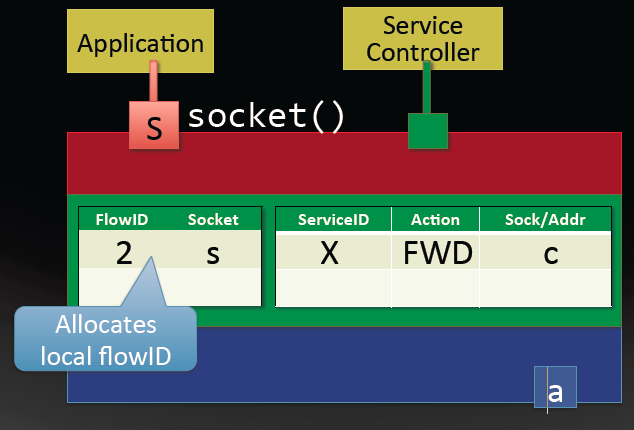 Application
Service
Controller
S
socket()
FlowID Socket
ServiceID Action Sock/Addr
2 s
X FWD c
Allocates
local flowID
a